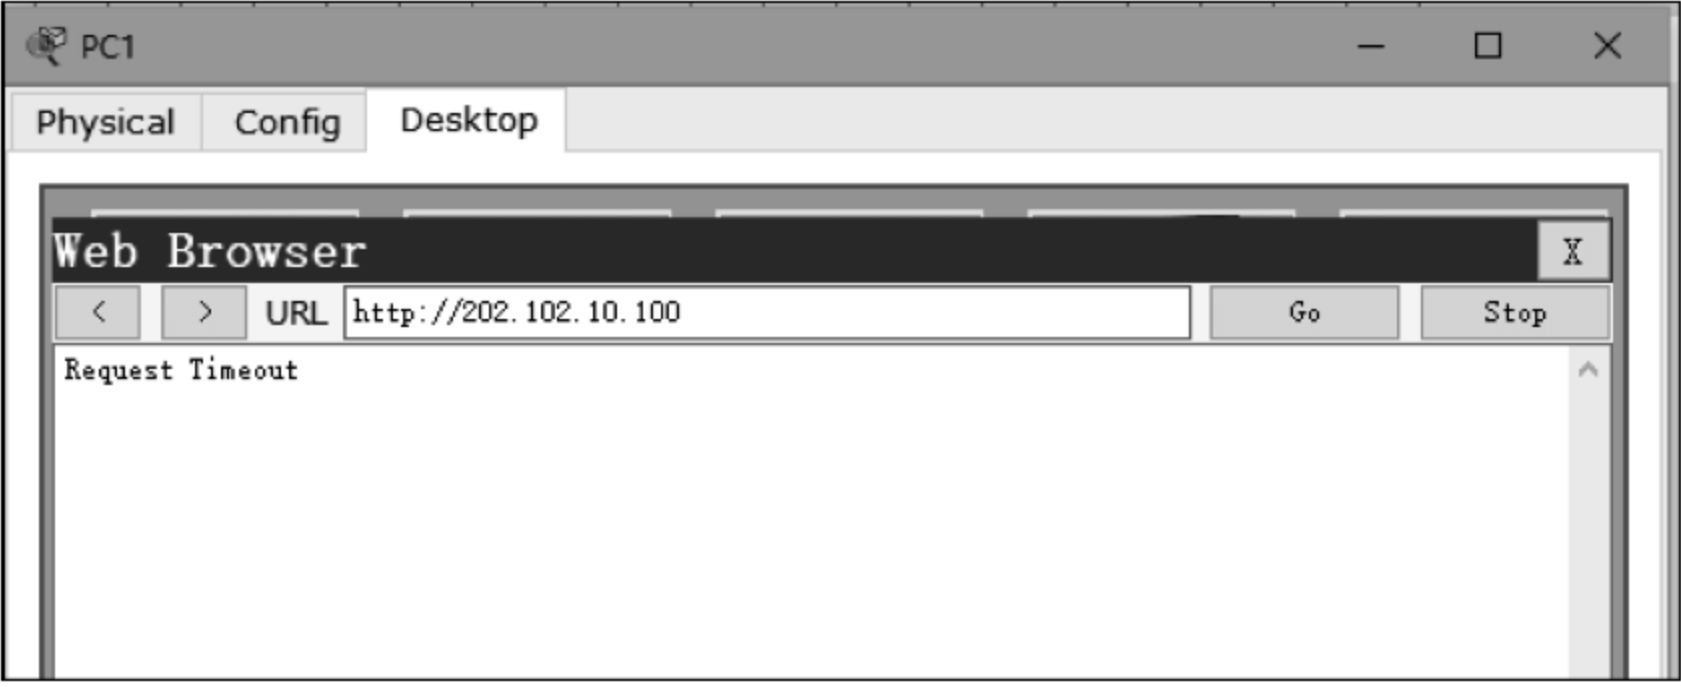 PC1
Physical Config Desktop
Web Browser X
< > URL http://202.102.10.100 Go Stop
Request Timeout